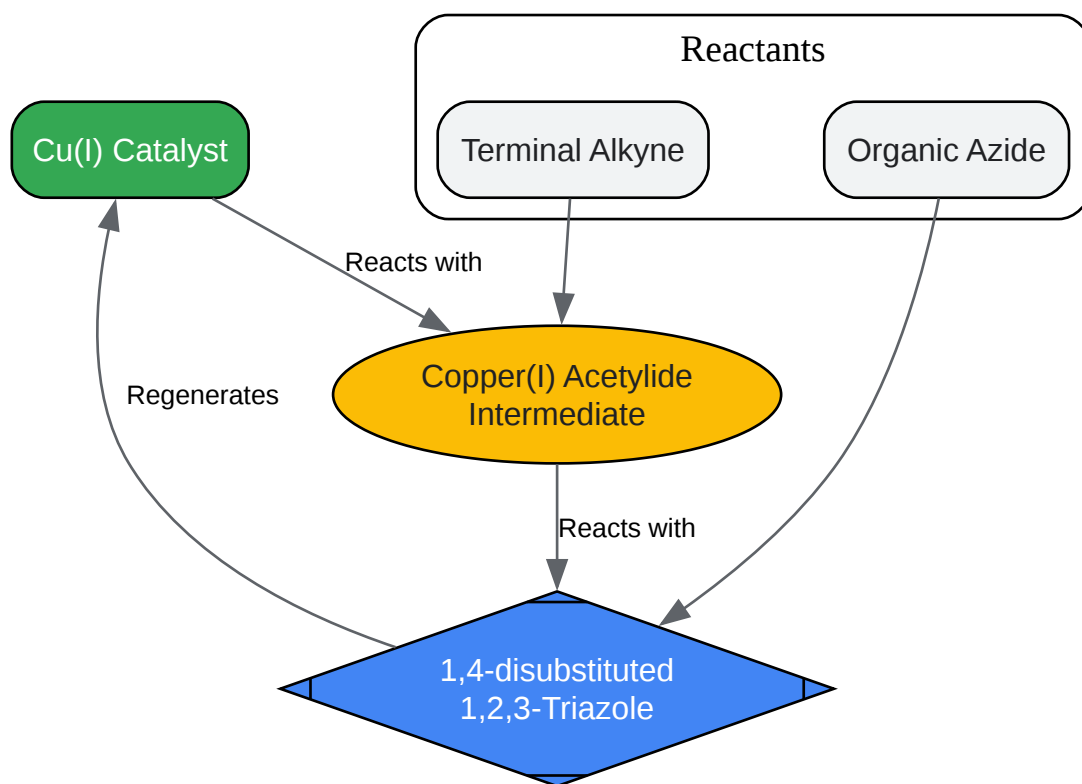 Reactants
Cu(I) Catalyst
Terminal Alkyne
Organic Azide
Reacts with
Copper(I) Acetylide
Intermediate
Regenerates
Reacts with
1,4-disubstituted
1,2,3-Triazole